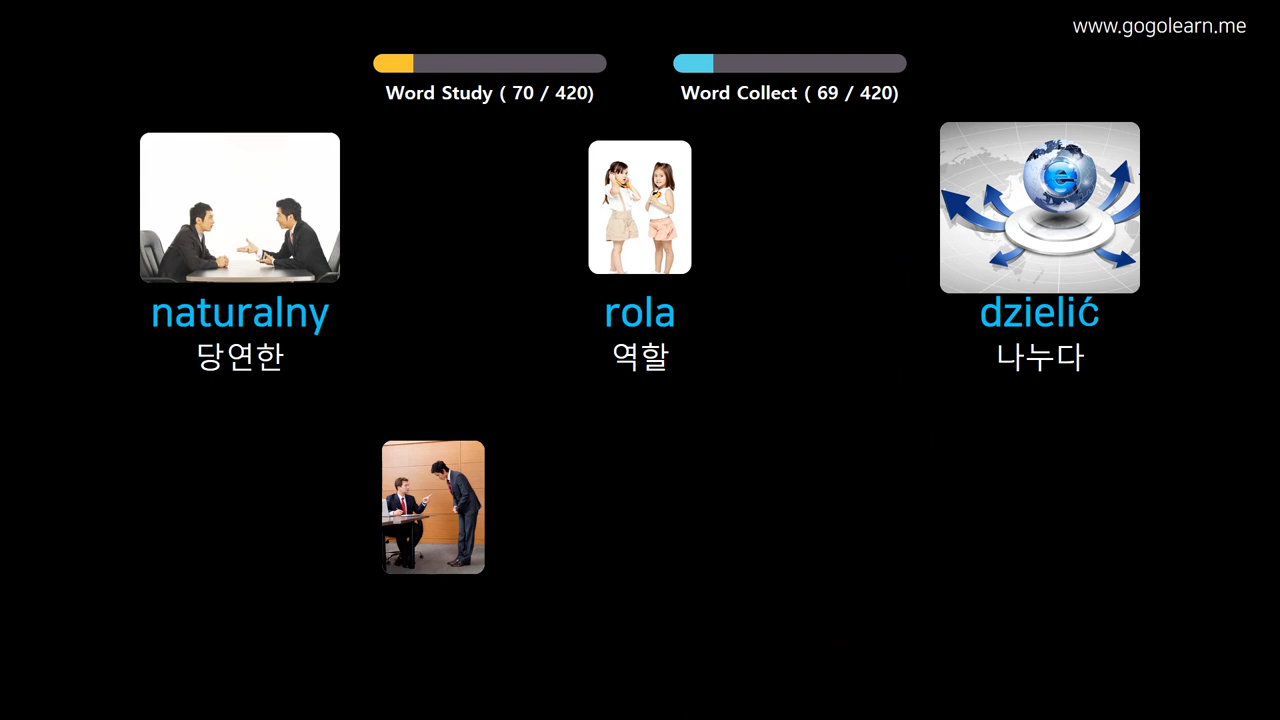 www.gogolearn.me
Word Study ( 70 / 420)
Word Collect ( 69 / 420)
e
naturalny
rola
dzielić
당연한
역할
나누다